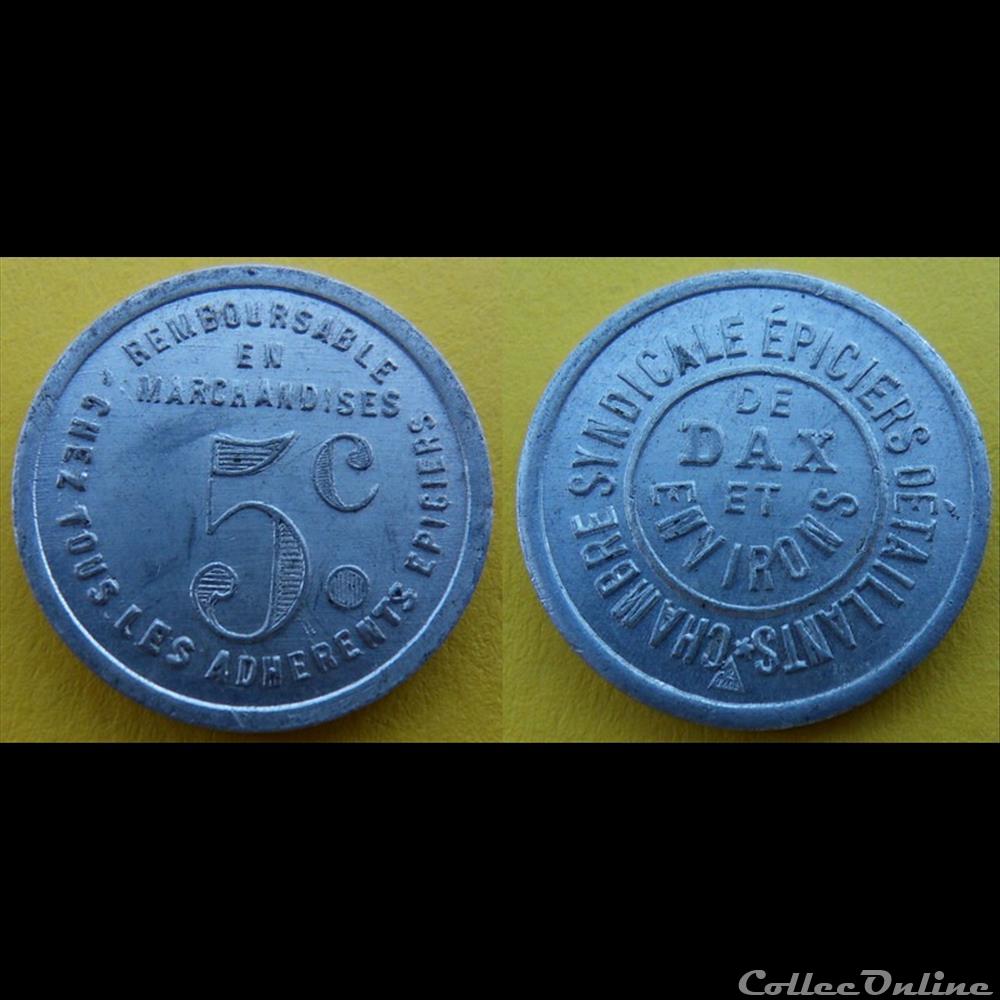 REMBOURSABLE
EN
MARCHANDISES
5c.
CHEZ TOUS LES ADHERENTS EPICIERS
CHAMBRE SYNDICALE ÉPICIERS DÉTAILLANTS
DE
DAX
ET
ENVIRONS
CollecOnline